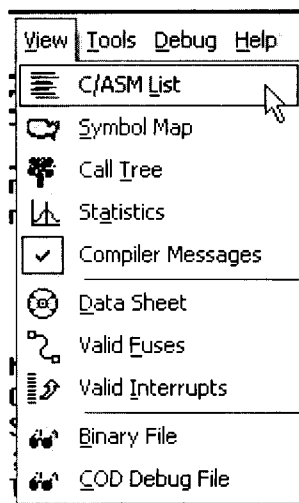 View Tools Debug Help
C/ASM List
Symbol Map
Call Tree
Statistics
Compiler Messages
Data Sheet
Valid Fuses
Valid Interrupts
Binary File
COD Debug File